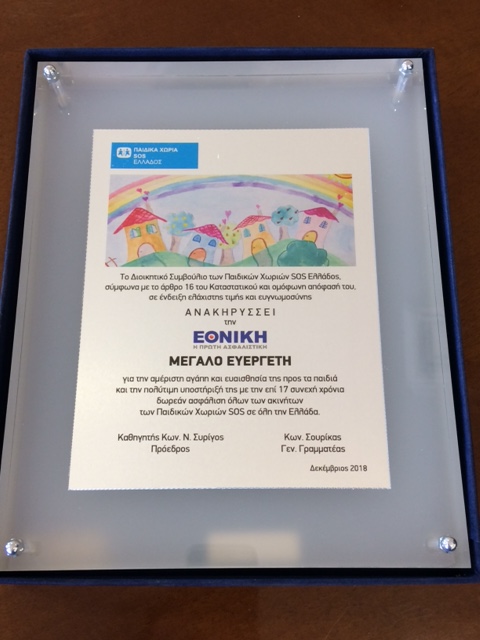 ΠΑΙΔΙΚΑ ΧΩΡΙΑ
SOS
ΕΛΛΑΔΟΣ
Το Διοικητικό Συμβούλιο των Παιδικών Χωριών SOS Ελλάδος,
σύμφωνα με το άρθρο 16 του Καταστατικού και ομόφωνη απόφασή του,
σε ένδειξη ελάχιστης τιμής και ευγνωμοσύνης
ΑΝΑΚΗΡΥΣΣΕΙ
την
ΕΘΝΙΚΗ
Η ΠΡΩΤΗ ΑΣΦΑΛΙΣΤΙΚΗ
ΜΕΓΑΛΟ ΕΥΕΡΓΕΤΗ
για την αμέριστη αγάπη και ευαισθησία της προς τα παιδιά
και την πολύτιμη υποστήριξή της με την επί 17 συνεχή χρόνια
δωρεάν ασφάλιση όλων των ακινήτων
των Παιδικών Χωριών SOS σε όλη την Ελλάδα.
Καθηγητής Κων. Ν. Συρίγος Κων. Σουρίκας
Πρόεδρος Γεν. Γραμματέας
Δεκέμβριος 2018